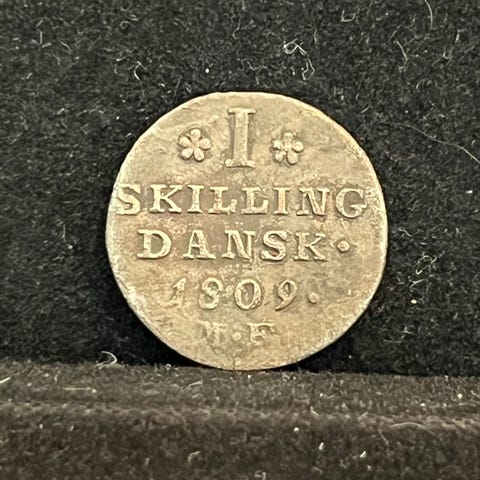 I
SKILLING
DANSK·
1809.
M·F